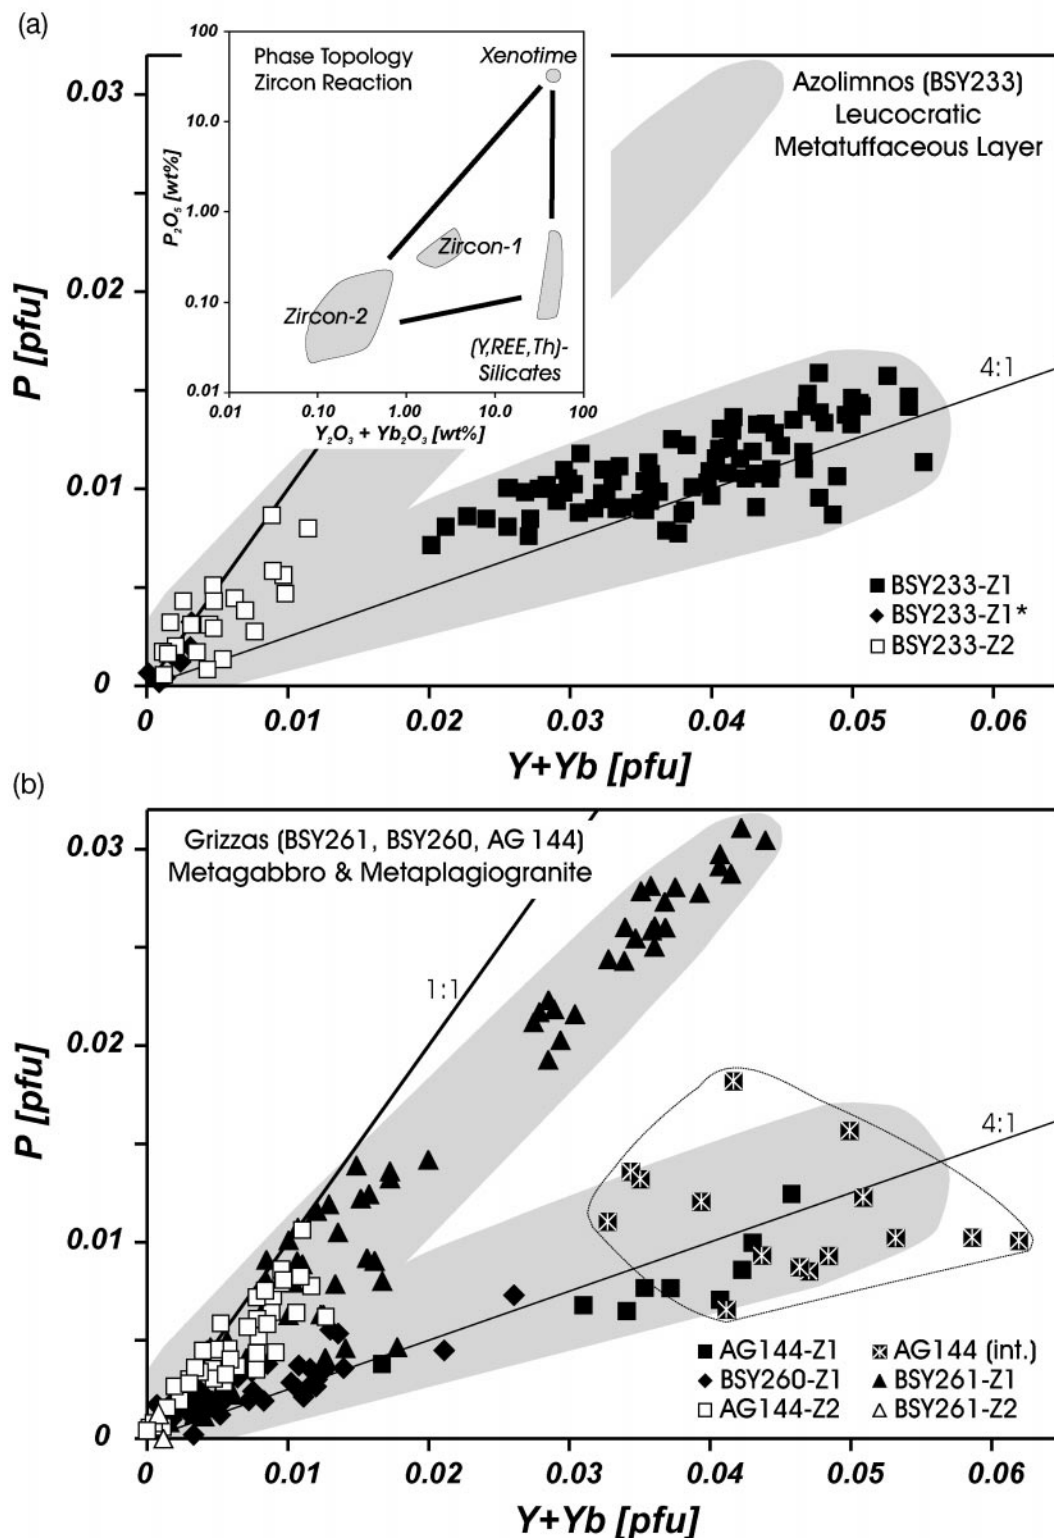 (a)
100
10.0
1.00
0.10
0.01
P₂O₅ [wt%]
Phase Topology
Zircon Reaction
Xenotime
Zircon-1
Zircon-2
(Y,REE,Th)-
Silicates
0.01 0.10 1.00 10.0 100
Y₂O₃ + Yb₂O₃ [wt%]
Azolimnos (BSY233)
Leucocratic
Metatuffaceous Layer
0.03
0.02
0.01
0
P [pfu]
4:1
BSY233-Z1
BSY233-Z1*
BSY233-Z2
0 0.01 0.02 0.03 0.04 0.05 0.06
Y+Yb [pfu]
(b)
Grizzas (BSY261, BSY260, AG 144)
Metagabbro & Metaplagiogranite
0.03
0.02
0.01
0
P [pfu]
1:1
4:1
AG144-Z1 AG144 (int.)
BSY260-Z1 BSY261-Z1
AG144-Z2 BSY261-Z2
0 0.01 0.02 0.03 0.04 0.05 0.06
Y+Yb [pfu]